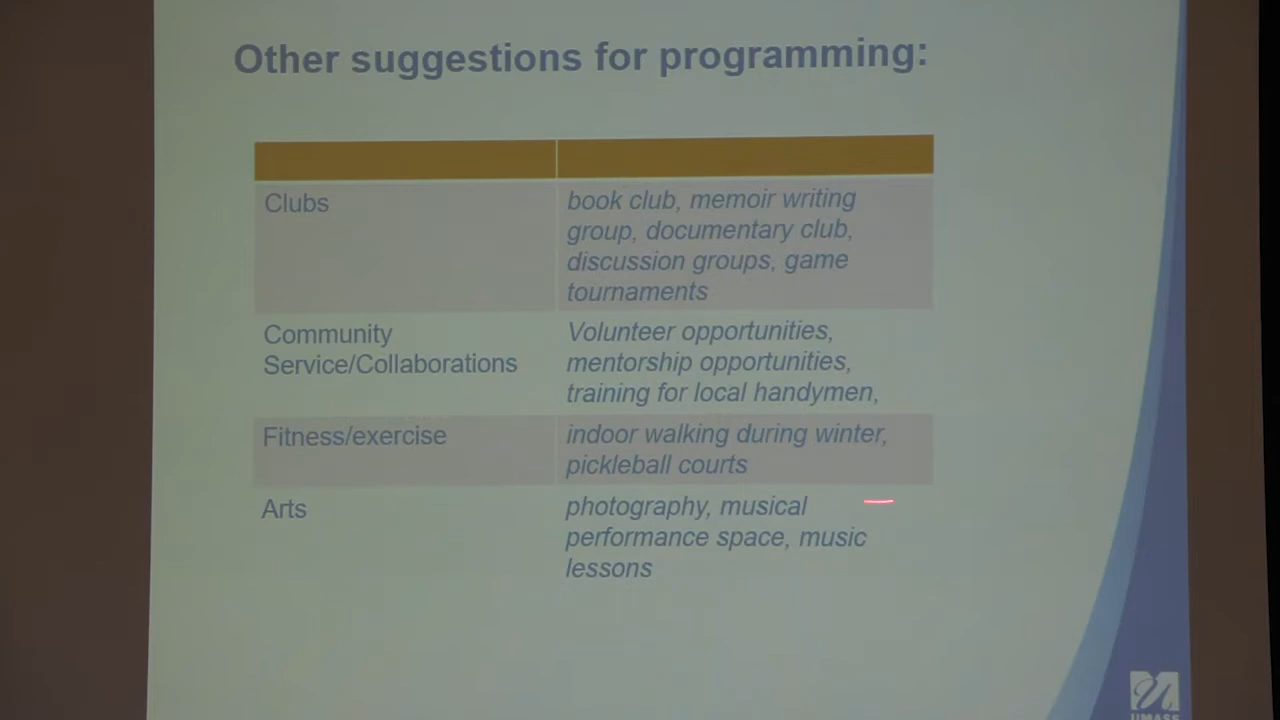 Other suggestions for programming:
Clubs
book club, memoir writing
group, documentary club,
discussion groups, game
tournaments
Community
Service/Collaborations
Volunteer opportunities,
mentorship opportunities,
training for local handymen,
Fitness/exercise
indoor walking during winter,
pickleball courts
Arts
photography, musical
performance space, music
lessons
UMASS